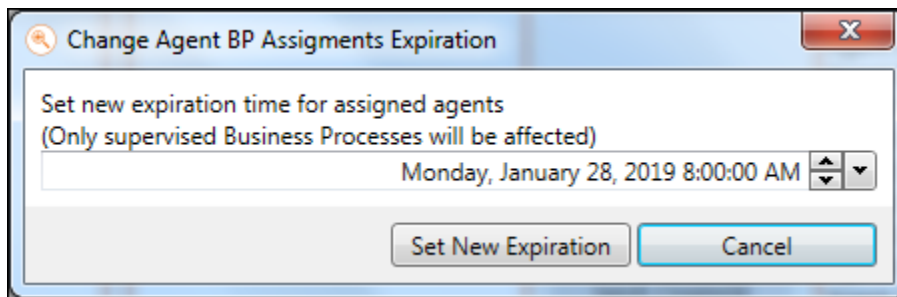 Change Agent BP Assigments Expiration
Set new expiration time for assigned agents
(Only supervised Business Processes will be affected)
Monday, January 28, 2019 8:00:00 AM
Set New Expiration
Cancel